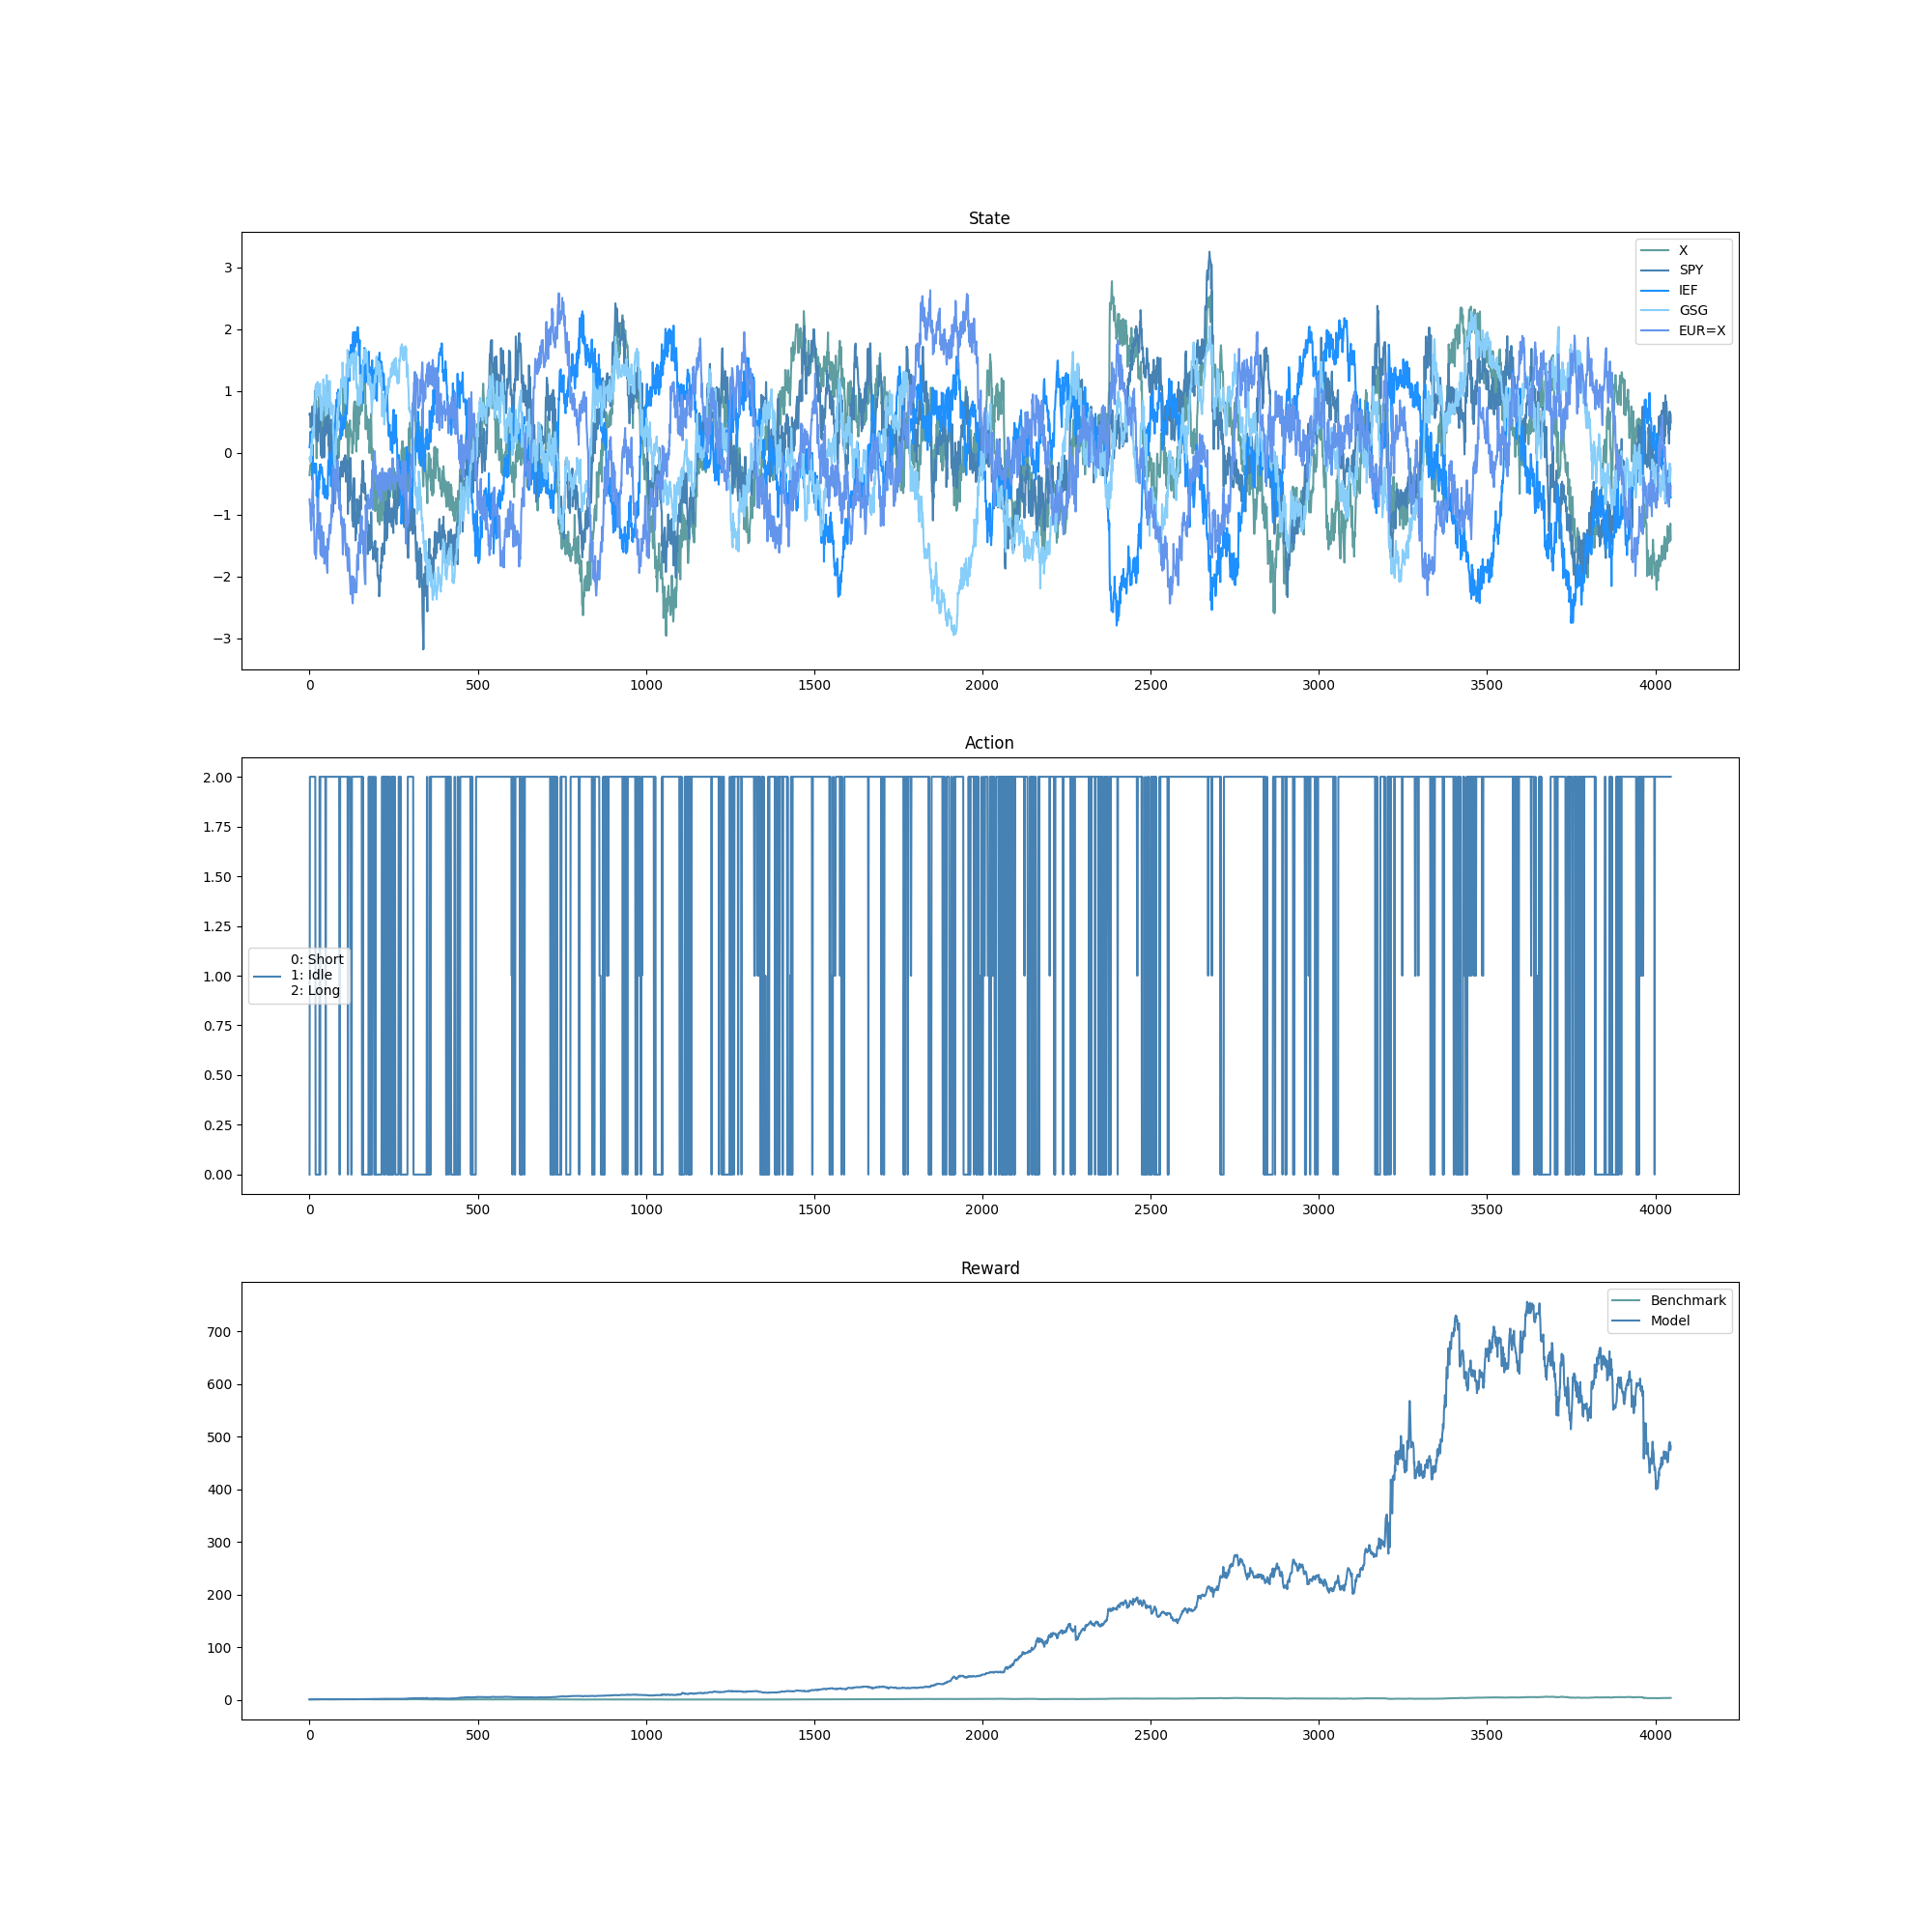 State
3
2
1
0
−1
−2
−3
X
SPY
IEF
GSG
EUR=X
0 500 1000 1500 2000 2500 3000 3500 4000
Action
2.00
1.75
1.50
1.25
1.00
0.75
0.50
0.25
0.00
0: Short
1: Idle
2: Long
0 500 1000 1500 2000 2500 3000 3500 4000
Reward
700
600
500
400
300
200
100
0
Benchmark
Model
0 500 1000 1500 2000 2500 3000 3500 4000